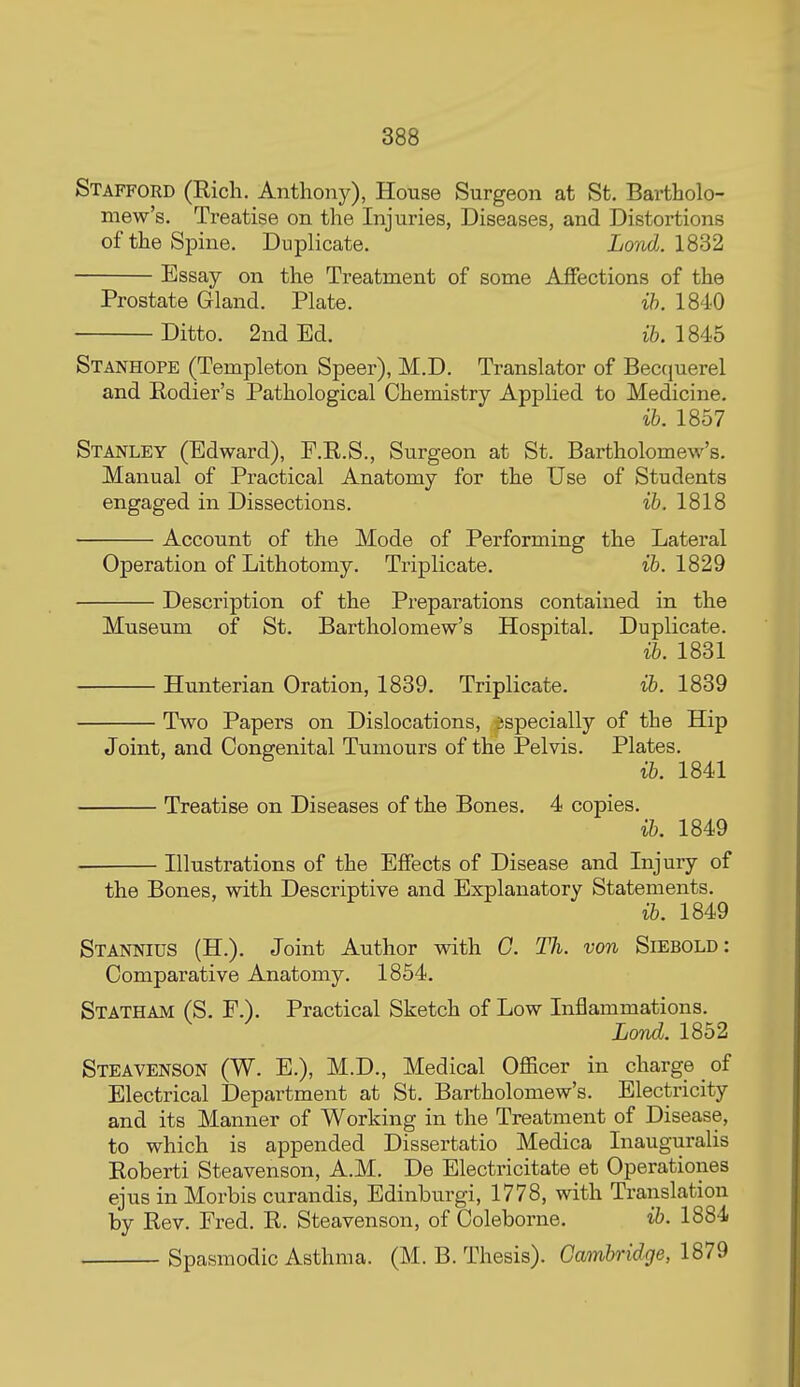 388
STAFFORD (Rich. Anthony), House Surgeon at St. Bartholo-
mew's. Treatise on the Injuries, Diseases, and Distortions
of the Spine. Duplicate. Lond. 1832
——— Essay on the Treatment of some Affections of the
Prostate Gland. Plate. ib. 1840
——— Ditto. 2nd Ed. ib. 1845
STANHOPE (Templeton Speer), M.D. Translator of Becquerel
and Rodier's Pathological Chemistry Applied to Medicine.
ib. 1857
STANLEY (Edward), F.R.S., Surgeon at St. Bartholomew's.
Manual of Practical Anatomy for the Use of Students
engaged in Dissections. ib. 1818
——— Account of the Mode of Performing the Lateral
Operation of Lithotomy. Triplicate. ib. 1829
——— Description of the Preparations contained in the
Museum of St. Bartholomew's Hospital. Duplicate.
ib. 1831
——— Hunterian Oration, 1839. Triplicate. ib. 1839
——— Two Papers on Dislocations, especially of the Hip
Joint, and Congenital Tumours of the Pelvis. Plates.
ib. 1841
——— Treatise on Diseases of the Bones. 4 copies.
ib. 1849
——— Illustrations of the Effects of Disease and Injury of
the Bones, with Descriptive and Explanatory Statements.
ib. 1849
STANNIUS (H.). Joint Author with C. Th. von SIEBOLD:
Comparative Anatomy. 1854.
STATHAM (S. F.). Practical Sketch of Low Inflammations.
Lond. 1852
STEAVENSON (W. E.), M.D., Medical Officer in charge of
Electrical Department at St. Bartholomew's. Electricity
and its Manner of Working in the Treatment of Disease,
to which is appended Dissertatio Medica Inauguralis
Roberti Steavenson, A.M. De Electricitate et Operationes
ejus in Morbis curandis, Edinburgi, 1778, with Translation
by Rev. Fred. R. Steavenson, of Coleborne. ib. 1884
——— Spasmodic Asthma. (M. B. Thesis). Cambridge, 1879